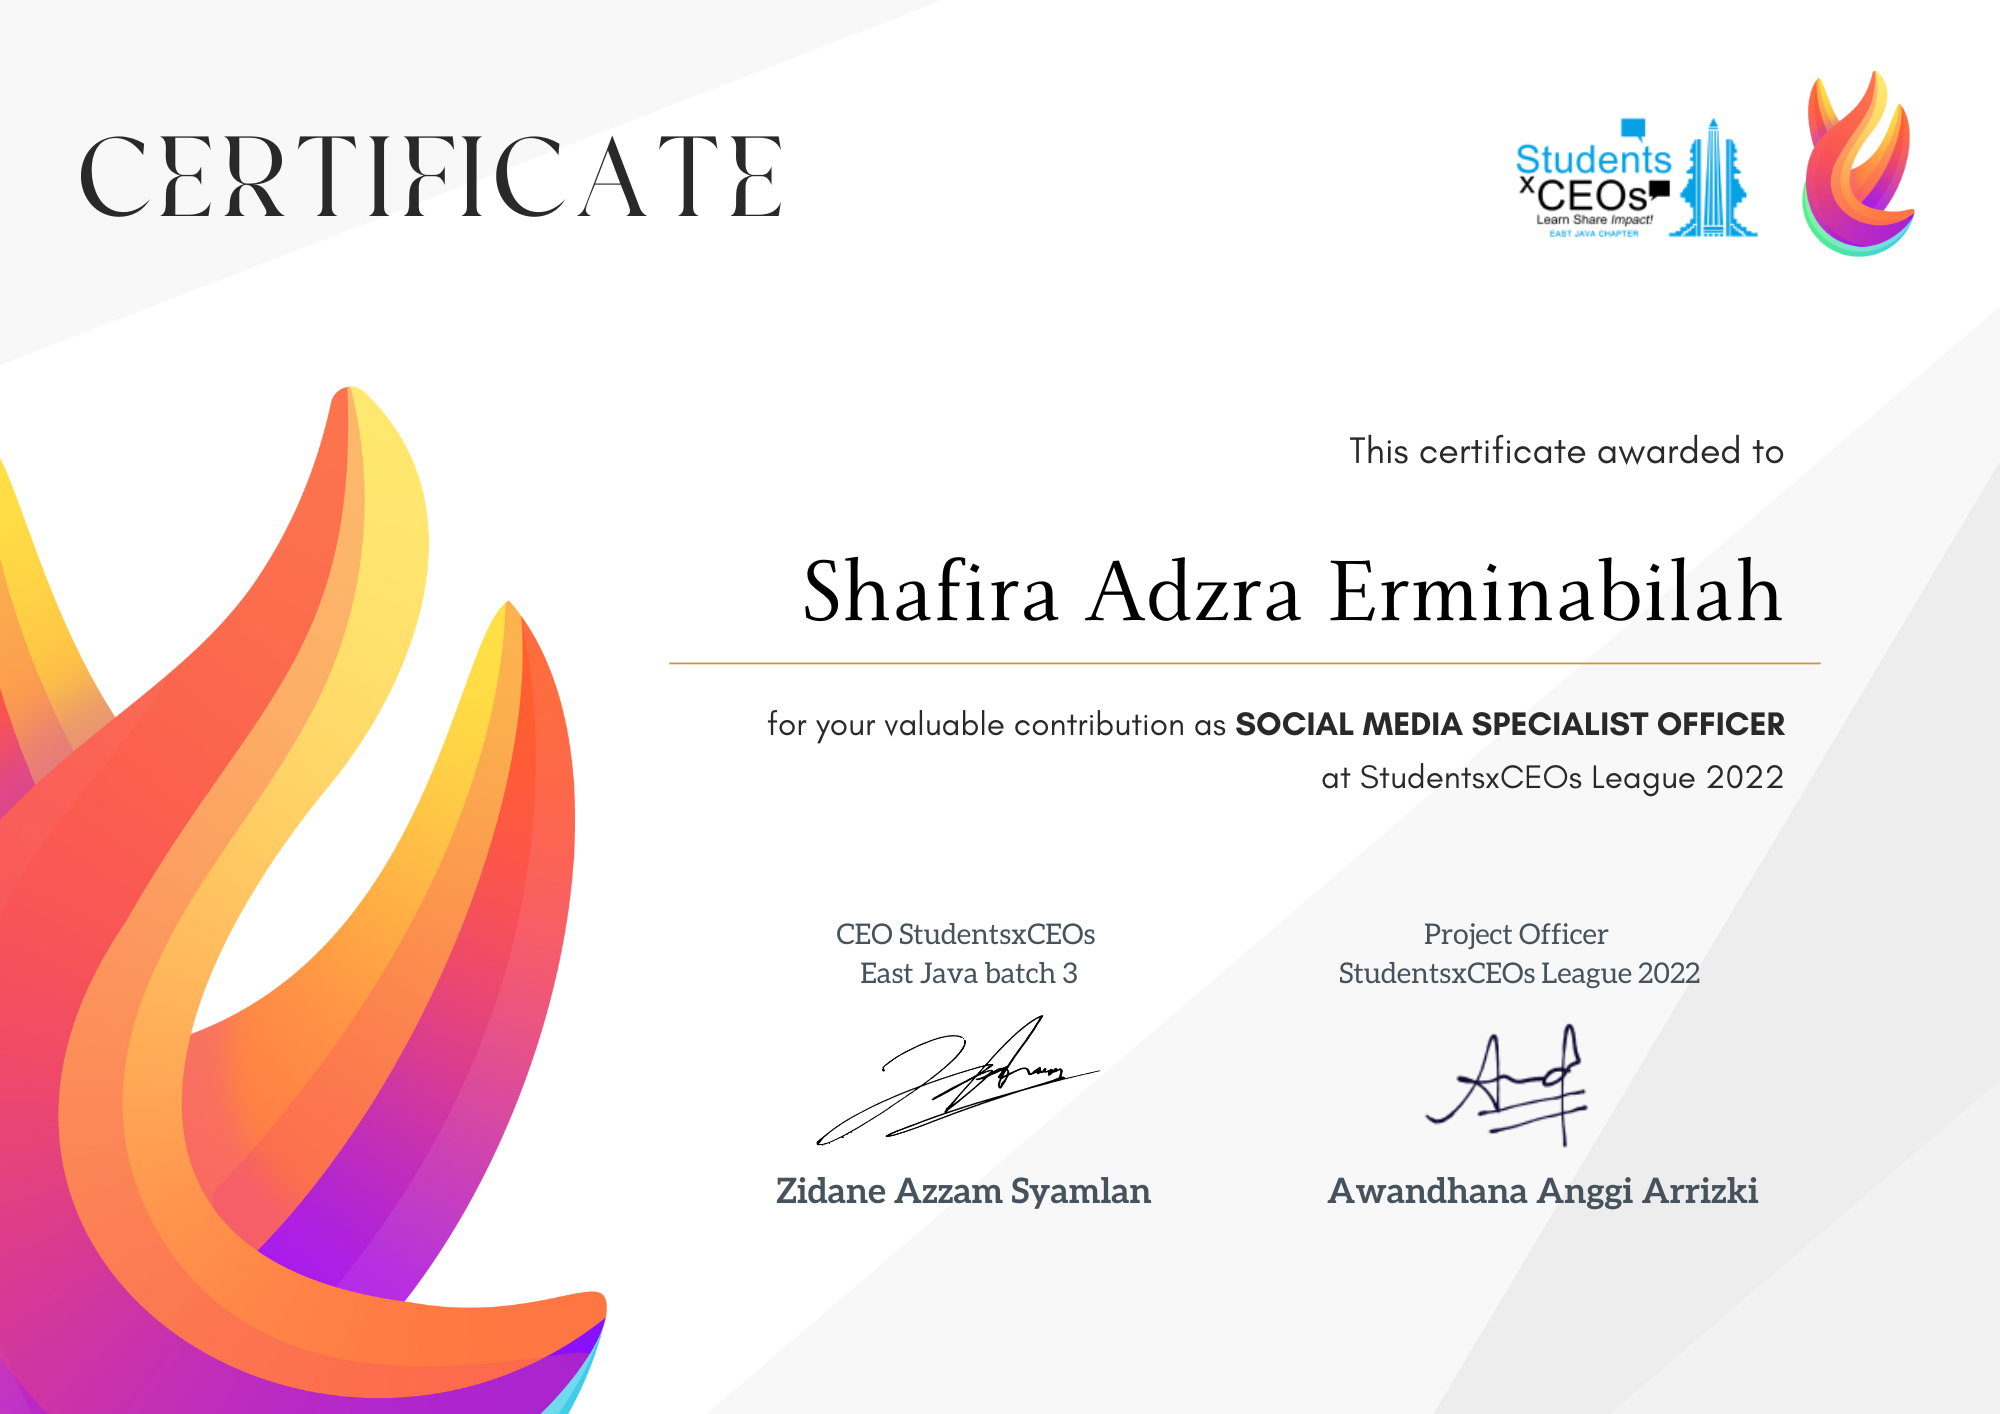 CERTIFICATE
Students
xCEOs
Learn Share Impact!
EAST JAVA CHAPTER
This certificate awarded to
Shafira Adzra Erminabilah
for your valuable contribution as SOCIAL MEDIA SPECIALIST OFFICER
at StudentsxCEOs League 2022
CEO StudentsxCEOs
East Java batch 3
Zidane Azzam Syamlan
Project Officer
StudentsxCEOs League 2022
Awandhana Anggi Arrizki